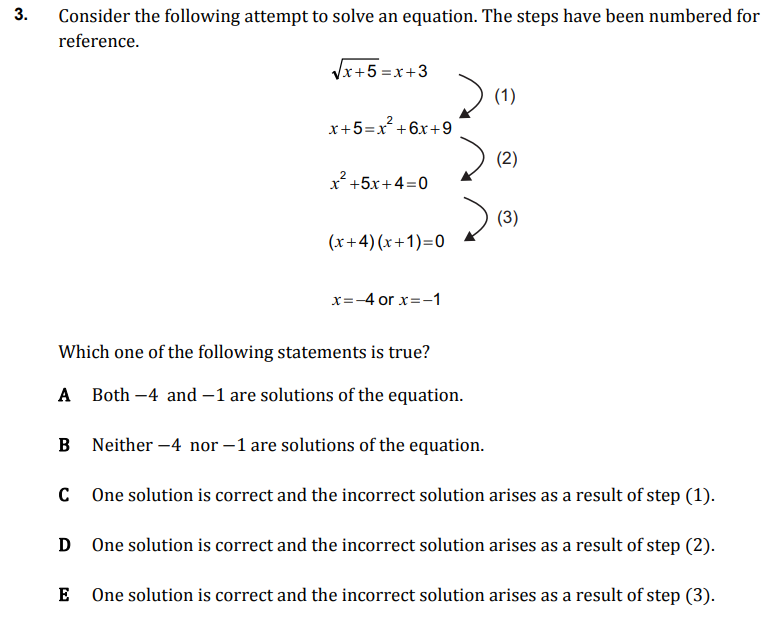 3. Consider the following attempt to solve an equation. The steps have been numbered for
reference.
√x+5 = x+3
(1)
x+5=x²+6x+9
(2)
x²+5x+4=0
(3)
(x+4)(x+1)=0
x=−4 or x=−1
Which one of the following statements is true?
A Both −4 and −1 are solutions of the equation.
B Neither −4 nor −1 are solutions of the equation.
C One solution is correct and the incorrect solution arises as a result of step (1).
D One solution is correct and the incorrect solution arises as a result of step (2).
E One solution is correct and the incorrect solution arises as a result of step (3).